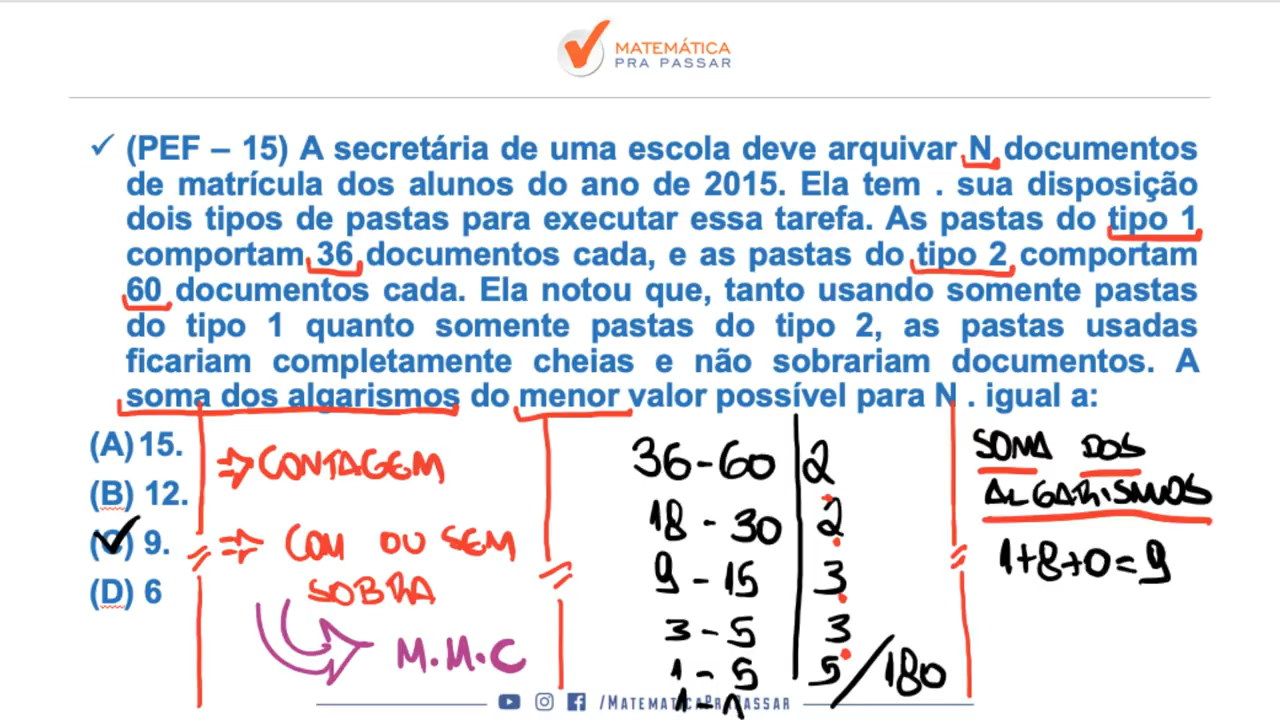 MATEMÁTICA
PRA PASSAR
✓ (PEF – 15) A secretária de uma escola deve arquivar N documentos
de matrícula dos alunos do ano de 2015. Ela tem . sua disposição
dois tipos de pastas para executar essa tarefa. As pastas do tipo 1
comportam 36 documentos cada, e as pastas do tipo 2 comportam
60 documentos cada. Ela notou que, tanto usando somente pastas
do tipo 1 quanto somente pastas do tipo 2, as pastas usadas
ficariam completamente cheias e não sobrariam documentos. A
soma dos algarismos do menor valor possível para N . igual a:
(A) 15.
(B) 12.
(C) 9.
(D) 6
⇒ CONTAGEM
⇒ COM OU SEM
SOBRA
M.M.C
36 - 60 | 2
18 - 30 | 2
9 - 15 | 3
3 - 5 | 3
1 - 5 | 5 / 180
1 - 1
SOMA DOS
ALGARISMOS
1+8+0=9
/MATEMATICAPRAPASSAR